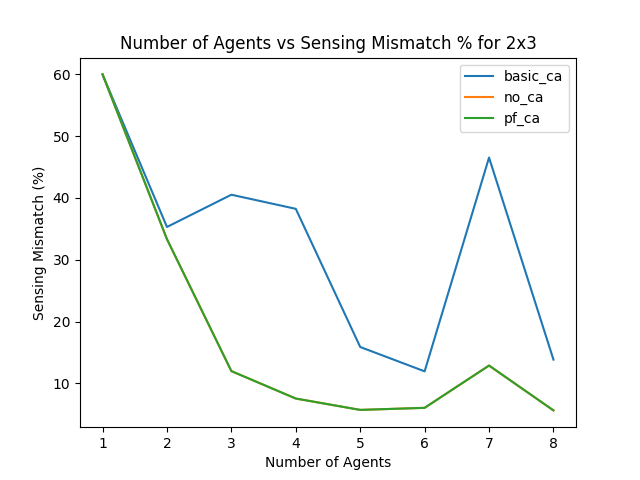 Number of Agents vs Sensing Mismatch % for 2x3
basic_ca
no_ca
pf_ca
Sensing Mismatch (%)
60
50
40
30
20
10
1 2 3 4 5 6 7 8
Number of Agents